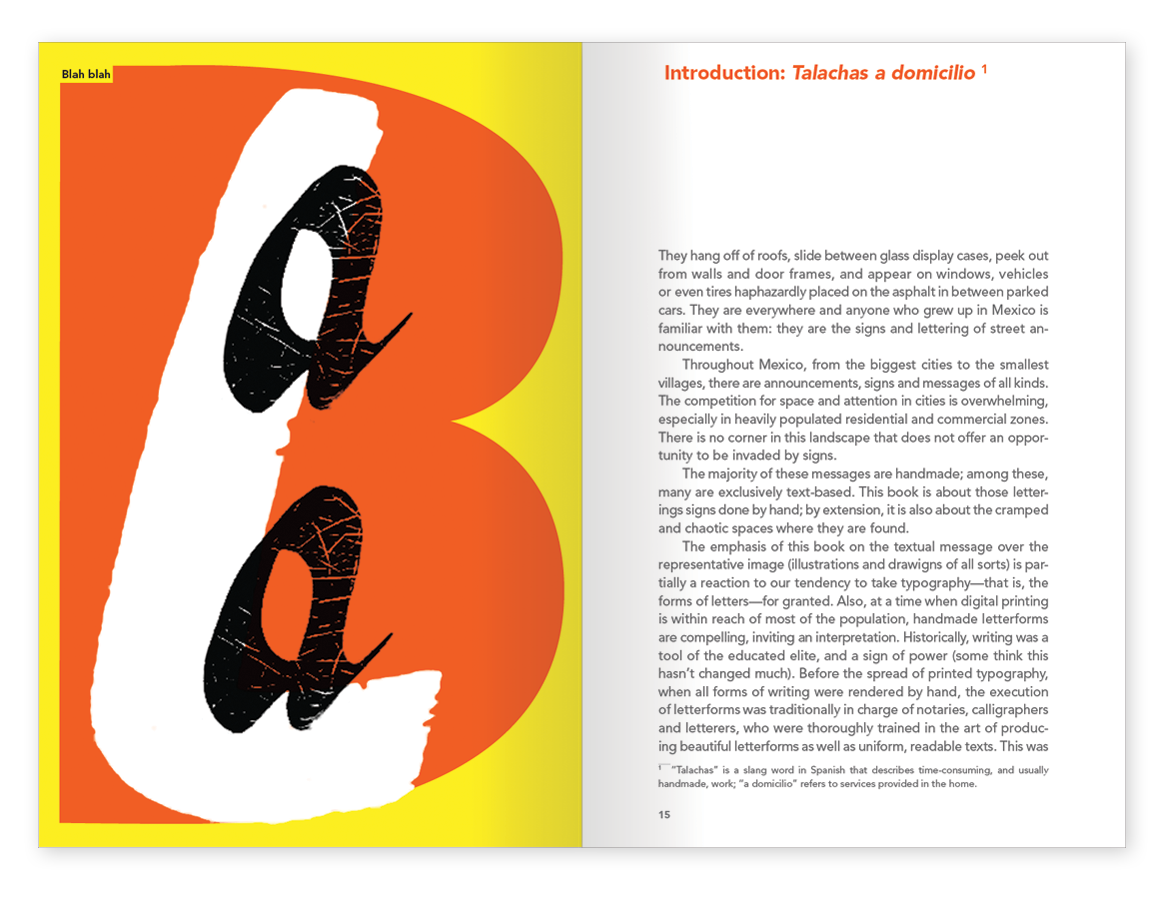 Blah blah
B
L
a
a
Introduction: Talachas a domicilio 1
They hang off of roofs, slide between glass display cases, peek out
from walls and door frames, and appear on windows, vehicles
or even tires haphazardly placed on the asphalt in between parked
cars. They are everywhere and anyone who grew up in Mexico is
familiar with them: they are the signs and lettering of street an-
nouncements.
Throughout Mexico, from the biggest cities to the smallest
villages, there are announcements, signs and messages of all kinds.
The competition for space and attention in cities is overwhelming,
especially in heavily populated residential and commercial zones.
There is no corner in this landscape that does not offer an oppor-
tunity to be invaded by signs.
The majority of these messages are handmade; among these,
many are exclusively text-based. This book is about those letter-
ings signs done by hand; by extension, it is also about the cramped
and chaotic spaces where they are found.
The emphasis of this book on the textual message over the
representative image (illustrations and drawigns of all sorts) is par-
tially a reaction to our tendency to take typography—that is, the
forms of letters—for granted. Also, at a time when digital printing
is within reach of most of the population, handmade letterforms
are compelling, inviting an interpretation. Historically, writing was a
tool of the educated elite, and a sign of power (some think this
hasn't changed much). Before the spread of printed typography,
when all forms of writing were rendered by hand, the execution
of letterforms was traditionally in charge of notaries, calligraphers
and letterers, who were thoroughly trained in the art of produc-
ing beautiful letterforms as well as uniform, readable texts. This was
1 "Talachas" is a slang word in Spanish that describes time-consuming, and usually
handmade, work; "a domicilio" refers to services provided in the home.
15